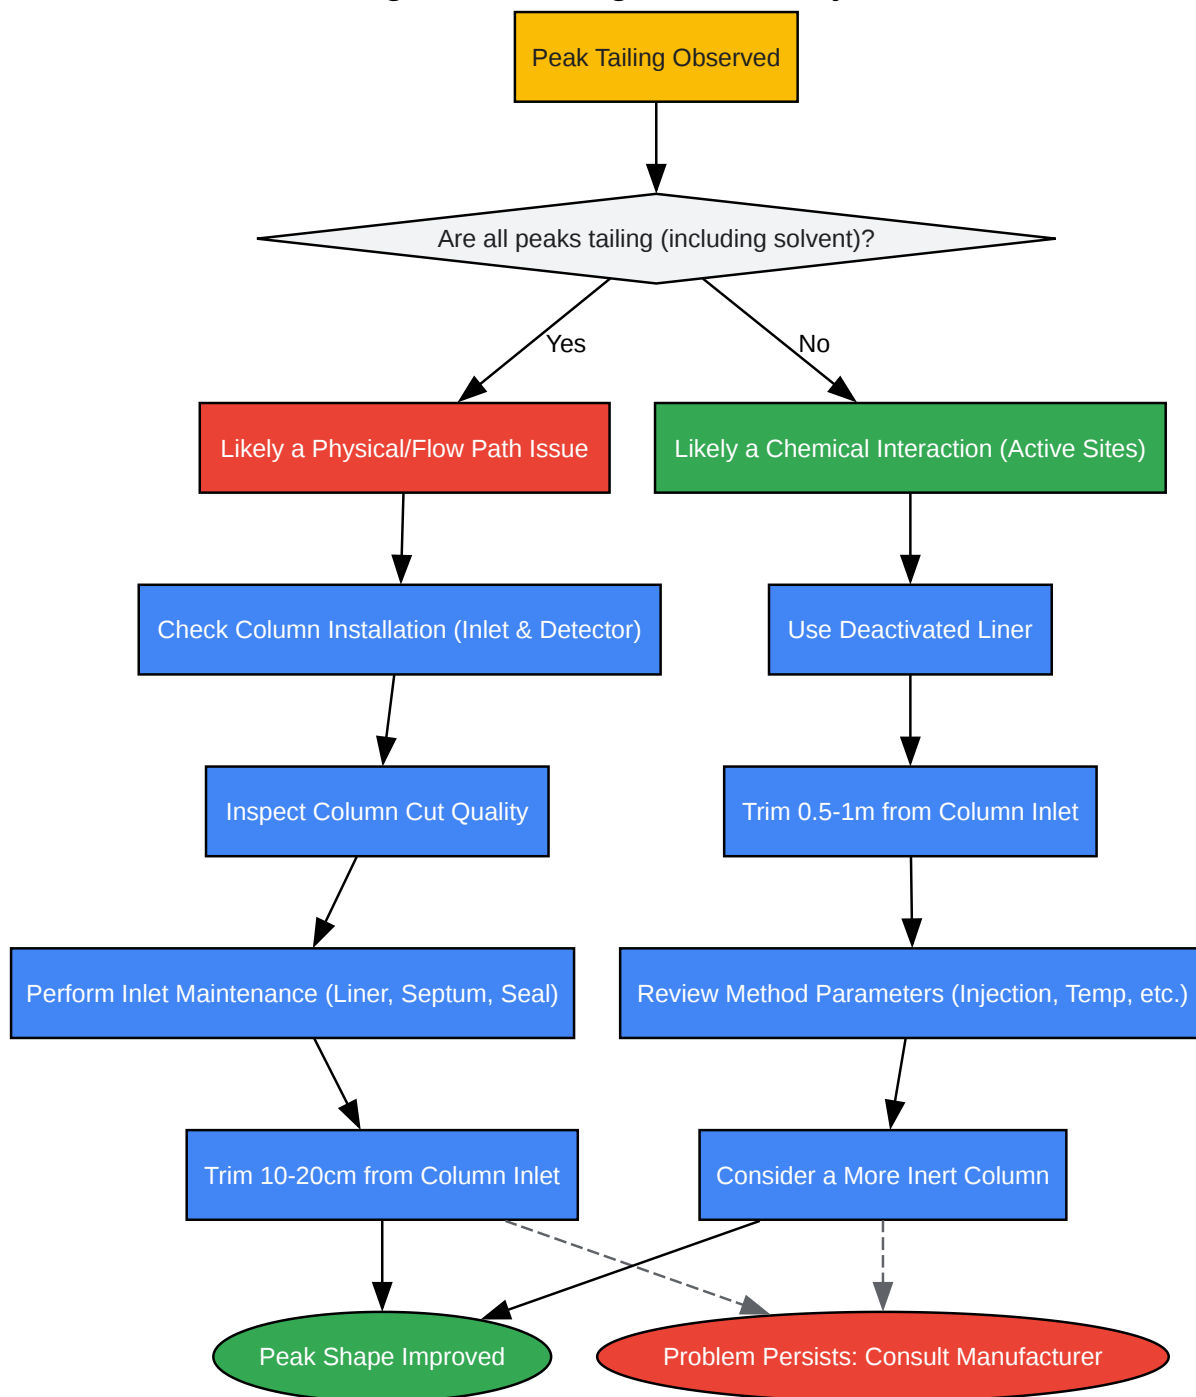 Peak Tailing Observed
Are all peaks tailing (including solvent)?
Yes
No
Likely a Physical/Flow Path Issue
Likely a Chemical Interaction (Active Sites)
Check Column Installation (Inlet & Detector)
Use Deactivated Liner
Inspect Column Cut Quality
Trim 0.5-1m from Column Inlet
Perform Inlet Maintenance (Liner, Septum, Seal)
Review Method Parameters (Injection, Temp, etc.)
Trim 10-20cm from Column Inlet
Consider a More Inert Column
Peak Shape Improved
Problem Persists: Consult Manufacturer